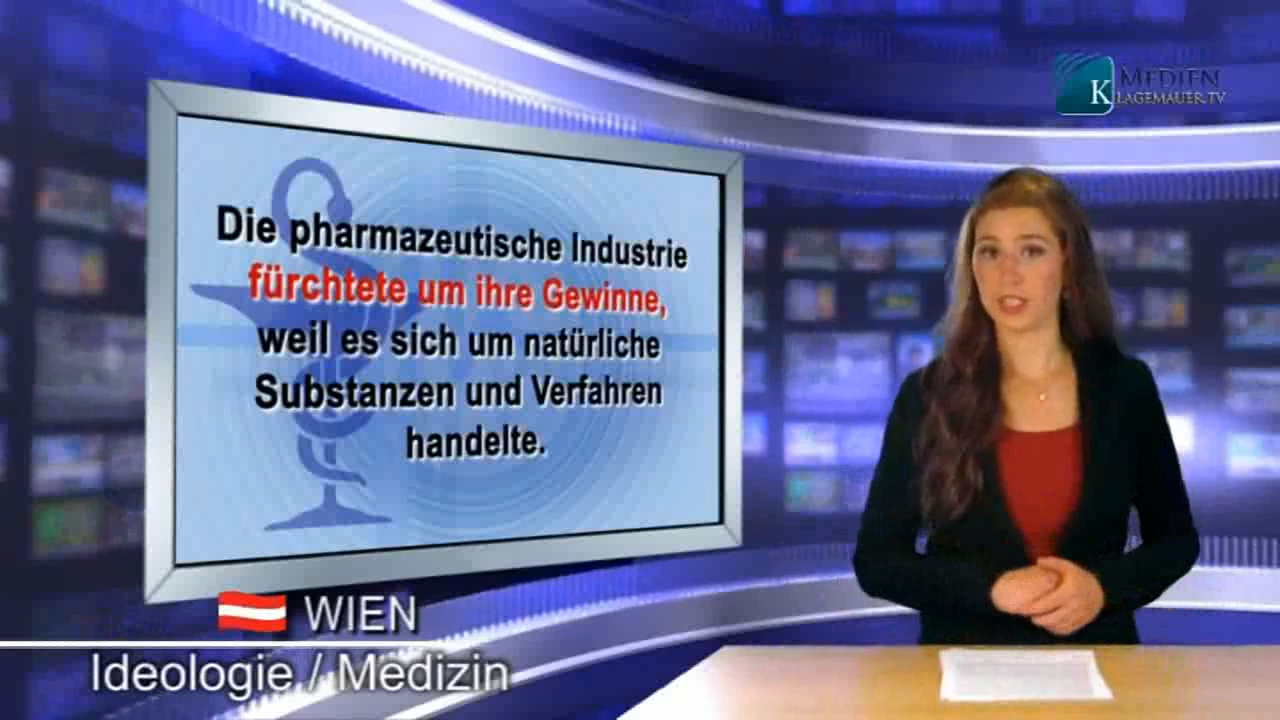 MEDIEN
KLAGEMAUER.TV
Die pharmazeutische Industrie
fürchtete um ihre Gewinne,
weil es sich um natürliche
Substanzen und Verfahren
handelte.
WIEN
Ideologie / Medizin